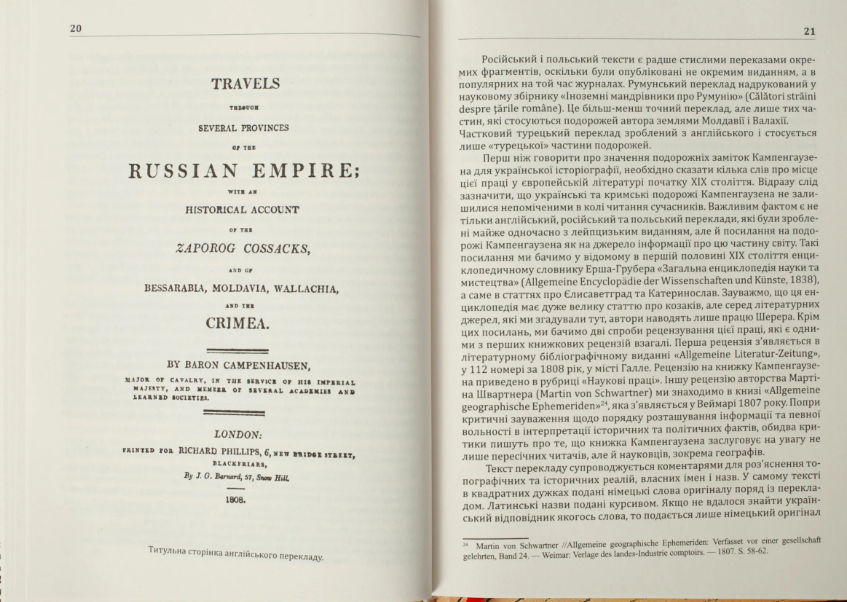 20
TRAVELS
THROUGH
SEVERAL PROVINCES
OF THE
RUSSIAN EMPIRE;
WITH AN
HISTORICAL ACCOUNT
OF THE
ZAPOROG COSSACKS,
AND OF
BESSARABIA, MOLDAVIA, WALLACHIA,
AND THE
CRIMEA.
BY BARON CAMPENHAUSEN,
MAJOR OF CAVALRY, IN THE SERVICE OF HIS IMPERIAL
MAJESTY, AND MEMBER OF SEVERAL ACADEMIES AND
LEARNED SOCIETIES.
LONDON:
PRINTED FOR RICHARD PHILLIPS, 6, NEW BRIDGE STREET,
BLACKFRIARS,
By J. G. Barnard, 57, Snow Hill.
1808.
Титульна сторінка англійського перекладу.
21
Російський і польський тексти є радше стислими переказами окре-
мих фрагментів, оскільки були опубліковані не окремим виданням, а в
популярних на той час журналах. Румунський переклад надрукований у
науковому збірнику «Іноземні мандрівники про Румунію» (Călători străini
despre țările române). Це більш-менш точний переклад, але лише тих ча-
стин, які стосуються подорожей автора землями Молдавії і Валахії.
Частковий турецький переклад зроблений з англійського і стосується
лише «турецької» частини подорожей.
Перш ніж говорити про значення подорожніх заміток Кампенгаузе-
на для української історіографії, необхідно сказати кілька слів про місце
цієї праці у європейській літературі початку XIX століття. Відразу слід
зазначити, що українські та кримські подорожі Кампенгаузена не зали-
шилися непоміченими в колі читання сучасників. Важливим фактом є не
тільки англійський, російський та польський переклади, які були зробле-
ні майже одночасно з лейпцизьким виданням, але й посилання на подо-
рожі Кампенгаузена як на джерело інформації про цю частину світу. Такі
посилання ми бачимо у відомому в першій половині XIX століття енци-
клопедичному словнику Ерша-Грубера «Загальна енциклопедія науки та
мистецтва» (Allgemeine Encyclopädie der Wissenschaften und Künste, 1838),
а саме в статтях про Єлисаветград та Катеринослав. Зауважмо, що ця ен-
циклопедія має дуже велику статтю про козаків, але серед літературних
джерел, які ми згадували тут, автори наводять лише працю Шерера. Крім
цих посилань, ми бачимо дві спроби рецензування цієї праці, які є одни-
ми з перших книжкових рецензій взагалі. Перша рецензія з'являється в
літературному бібліографічному виданні «Allgemeine Literatur-Zeitung»,
у 112 номері за 1808 рік, у місті Галле. Рецензію на книжку Кампенгаузе-
на приведено в рубриці «Наукові праці». Іншу рецензію авторства Марті-
на Швартнера (Martin von Schwartner) ми знаходимо в книзі «Allgemeine
geographische Ephemeriden»²⁴, яка з'являється у Веймарі 1807 року. Попри
критичні зауваження щодо порядку розташування інформації та певної
вольності в інтерпретації історичних та політичних фактів, обидва кри-
тики пишуть про те, що книжка Кампенгаузена заслуговує на увагу не
лише пересічних читачів, але й науковців, зокрема географів.
Текст перекладу супроводжується коментарями для роз'яснення то-
пографічних та історичних реалій, власних імен і назв. У самому тексті
в квадратних дужках подані німецькі слова оригіналу поряд із перекла-
дом. Латинські назви подані курсивом. Якщо не вдалося знайти україн-
ський відповідник якогось слова, то подається лише німецький оригінал
²⁴ Martin von Schwartner //Allgemeine geographische Ephemeriden: Verfasset vor einer gesellschaft
gelehrten, Band 24. — Weimar: Verlage des landes-Industrie comptoirs. — 1807. S. 58-62.